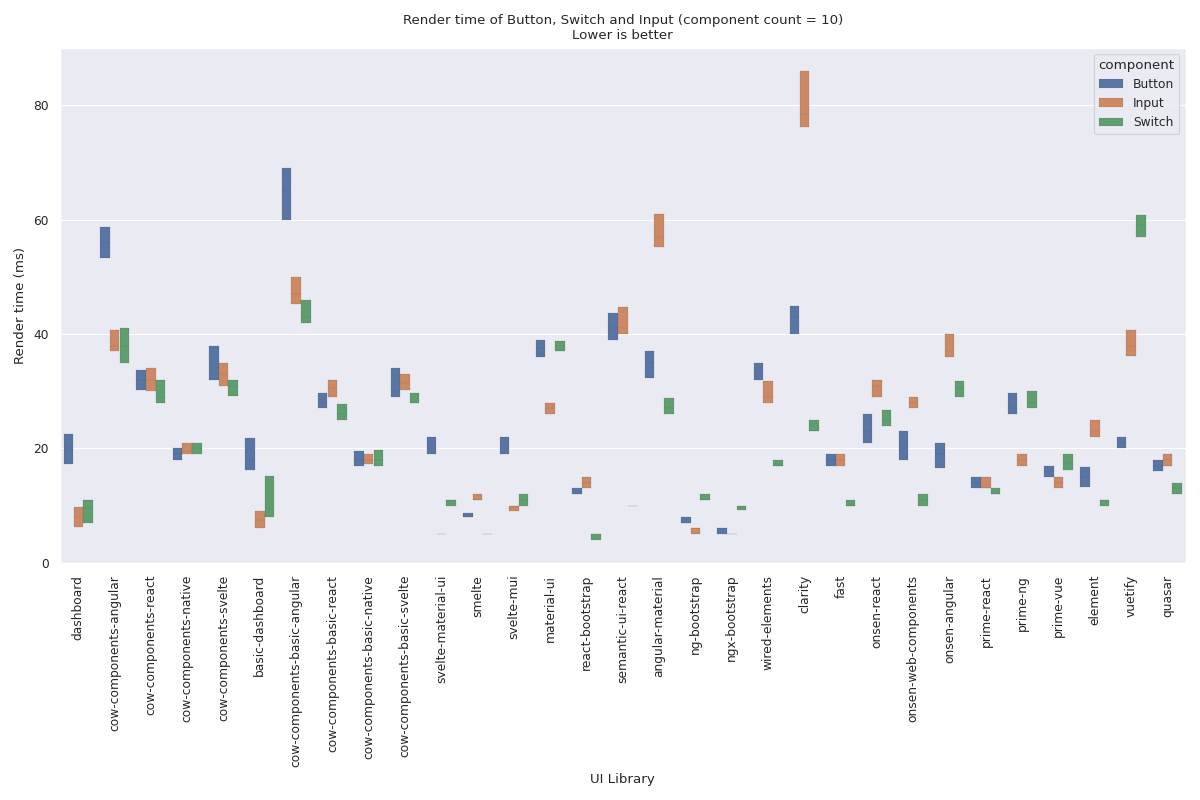 Render time of Button, Switch and Input (component count = 10)
Lower is better
component
Button
Input
Switch
Render time (ms)
80
60
40
20
0
dashboard
cow-components-angular
cow-components-react
cow-components-native
cow-components-svelte
basic-dashboard
cow-components-basic-angular
cow-components-basic-react
cow-components-basic-native
cow-components-basic-svelte
svelte-material-ui
smelte
svelte-mui
material-ui
react-bootstrap
semantic-ui-react
angular-material
ng-bootstrap
ngx-bootstrap
wired-elements
clarity
fast
onsen-react
onsen-web-components
onsen-angular
prime-react
prime-ng
prime-vue
element
vuetify
quasar
UI Library